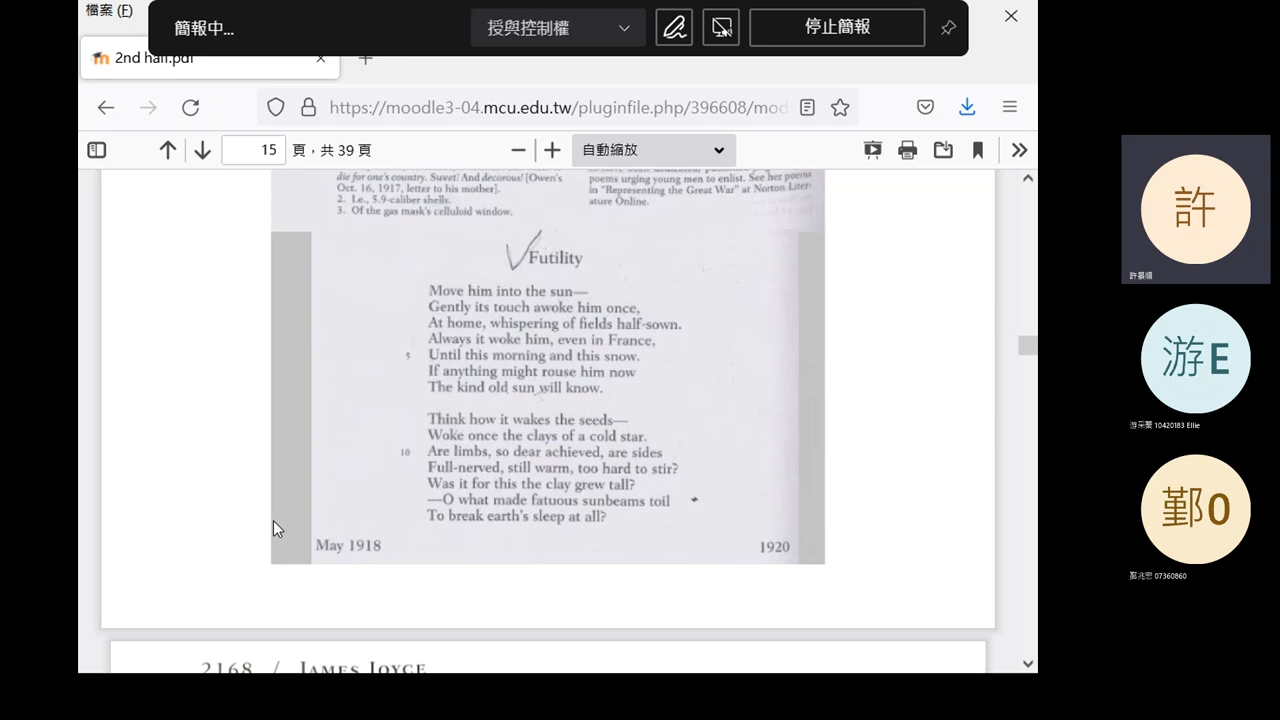 檔案 (F)
簡報中...
授與控制權
停止簡報
2nd half.pdf
https://moodle3-04.mcu.edu.tw/pluginfile.php/396608/mod
15 頁，共 39 頁
自動縮放
die for one's country. Sweet! And decorous! [Owen's
Oct. 16, 1917, letter to his mother].
2. I.e., 5.9-caliber shells.
3. Of the gas mask's celluloid window.
poems urging young men to enlist. See her poems
in "Representing the Great War" at Norton Liter-
ature Online.
Futility
Move him into the sun—
Gently its touch awoke him once,
At home, whispering of fields half-sown.
Always it woke him, even in France,
5 Until this morning and this snow.
If anything might rouse him now
The kind old sun will know.
Think how it wakes the seeds—
Woke once the clays of a cold star.
10 Are limbs, so dear achieved, are sides
Full-nerved, still warm, too hard to stir?
Was it for this the clay grew tall?
—O what made fatuous sunbeams toil
To break earth's sleep at all?
May 1918
1920
2168 / JAMES JOYCE
許
游E
10420183 Ellie
鄞0
07360860